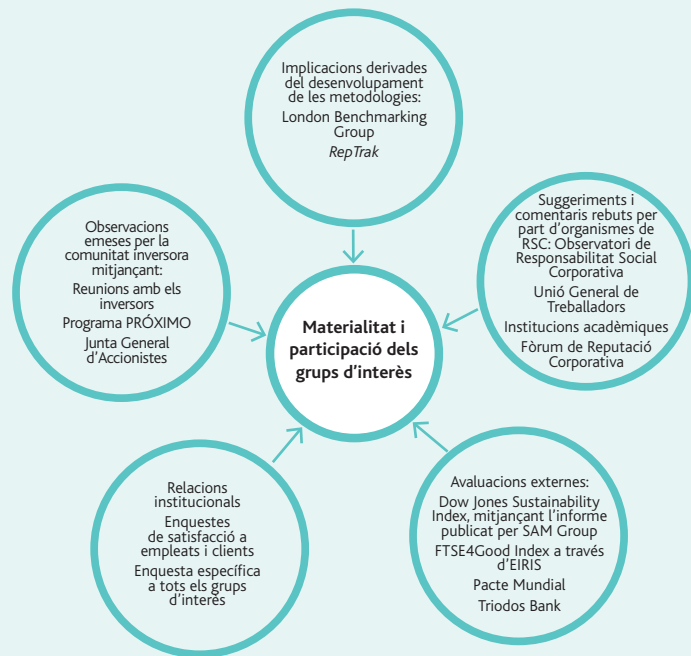 Implicacions derivades
del desenvolupament
de les metodologies:
London Benchmarking
Group
RepTrak
Observacions
emeses per la
comunitat inversora
mitjançant:
Reunions amb els
inversors
Programa PRÓXIMO
Junta General
d'Accionistes
Suggeriments i
comentaris rebuts per
part d'organismes de
RSC: Observatori de
Responsabilitat Social
Corporativa
Unió General de
Treballadors
Institucions acadèmiques
Fòrum de Reputació
Corporativa
Materialitat i
participació dels
grups d'interès
Relacions
institucionals
Enquestes
de satisfacció a
empleats i clients
Enquesta específica
a tots els grups
d'interès
Avaluacions externes:
Dow Jones Sustainability
Index, mitjançant l'informe
publicat per SAM Group
FTSE4Good Index a través
d'EIRIS
Pacte Mundial
Triodos Bank